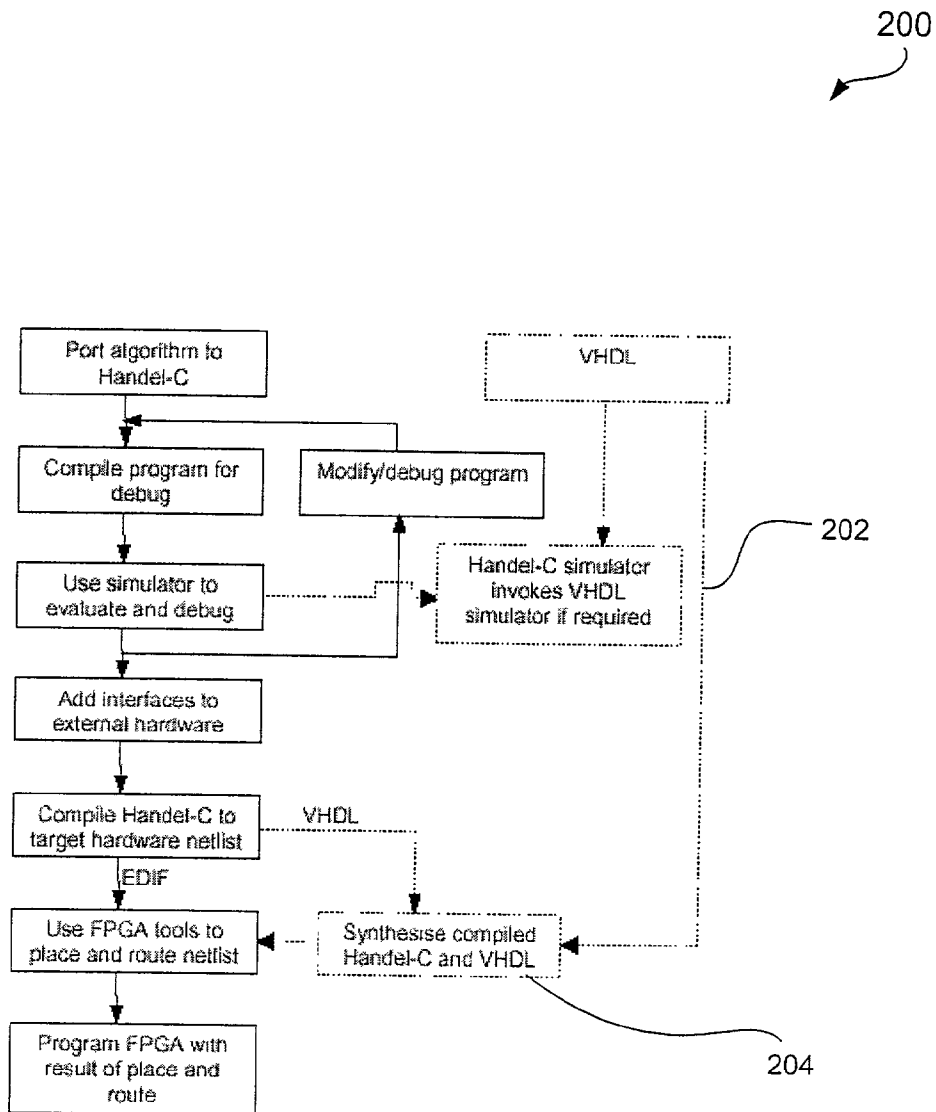 200
Port algorithm to
Handel-C
VHDL
Compile program for
debug
Modify/debug program
202
Use simulator to
evaluate and debug
Handel-C simulator
invokes VHDL
simulator if required
Add interfaces to
external hardware
Compile Handel-C to
target hardware netlist
VHDL
EDIF
Use FPGA tools to
place and route netlist
Synthesise compiled
Handel-C and VHDL
Program FPGA with
result of place and
route
204